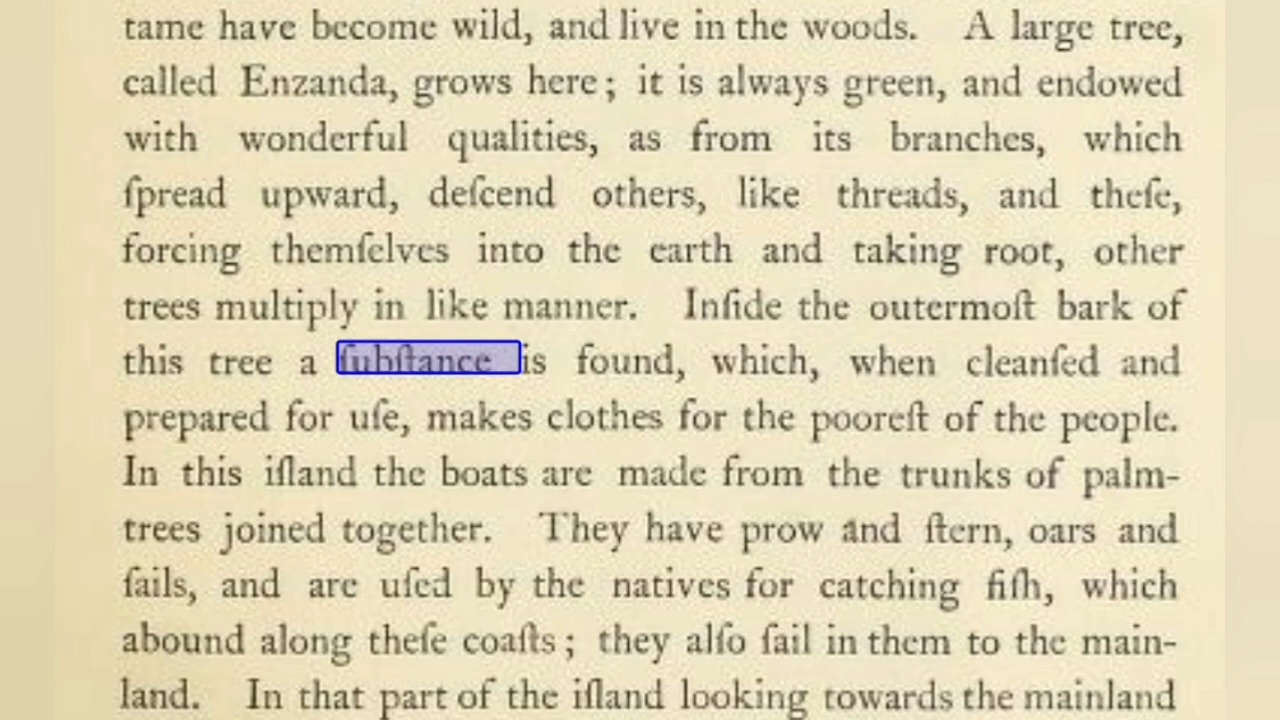 tame have become wild, and live in the woods. A large tree,
called Enzanda, grows here; it is always green, and endowed
with wonderful qualities, as from its branches, which
ſpread upward, deſcend others, like threads, and theſe,
forcing themſelves into the earth and taking root, other
trees multiply in like manner. Inſide the outermoſt bark of
this tree a ſubſtance is found, which, when cleanſed and
prepared for uſe, makes clothes for the pooreſt of the people.
In this iſland the boats are made from the trunks of palm-
trees joined together. They have prow and ſtern, oars and
ſails, and are uſed by the natives for catching fiſh, which
abound along theſe coaſts; they alſo ſail in them to the main-
land. In that part of the iſland looking towards the mainland